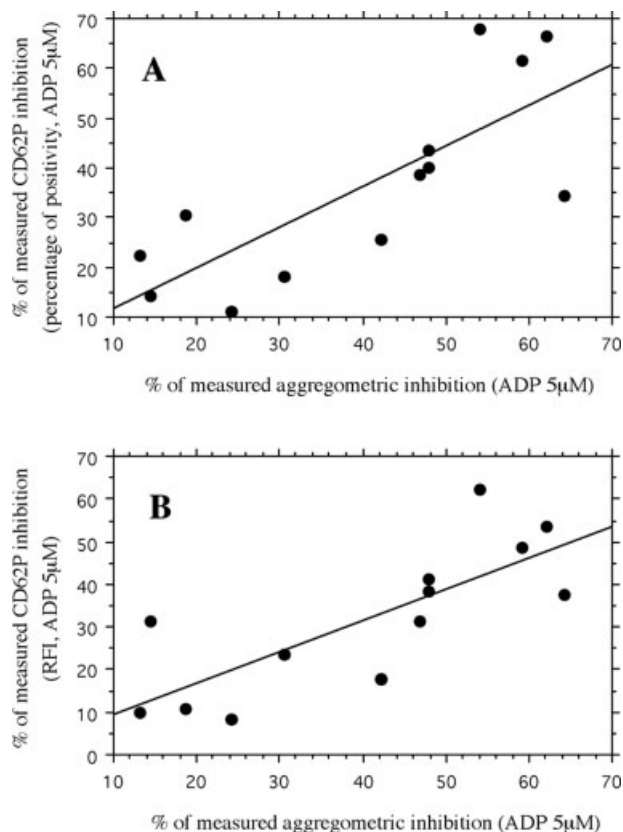 70
60
50
40
30
20
10
A
% of measured CD62P inhibition
(percentage of positivity, ADP 5µM)
10 20 30 40 50 60 70
% of measured aggregometric inhibition (ADP 5µM)
70
60
50
40
30
20
10
0
B
% of measured CD62P inhibition
(RFI, ADP 5µM)
10 20 30 40 50 60 70
% of measured aggregometric inhibition (ADP 5µM)